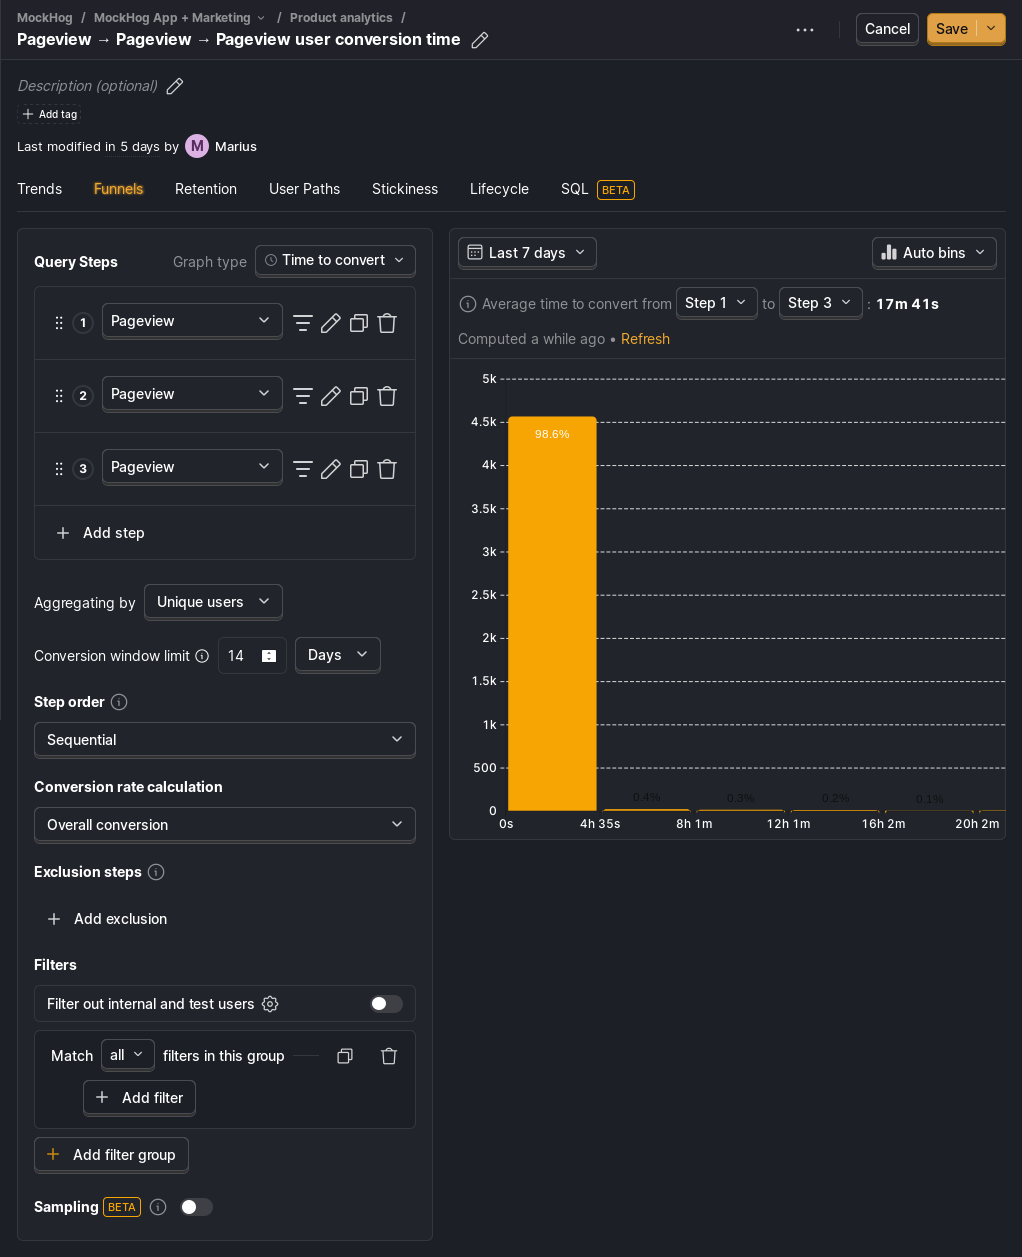 MockHog / MockHog App + Marketing / Product analytics /
Pageview → Pageview → Pageview user conversion time
Cancel
Save
Description (optional)
Add tag
Last modified in 5 days by M Marius
Trends Funnels Retention User Paths Stickiness Lifecycle SQL BETA
Query Steps
Graph type
Time to convert
1 Pageview
2 Pageview
3 Pageview
Add step
Aggregating by Unique users
Conversion window limit 14 Days
Step order
Sequential
Conversion rate calculation
Overall conversion
Exclusion steps
Add exclusion
Filters
Filter out internal and test users
Match all filters in this group
Add filter
Add filter group
Sampling BETA
Last 7 days
Auto bins
Average time to convert from Step 1 to Step 3 : 17m 41s
Computed a while ago • Refresh
5k
4.5k
98.6%
4k
3.5k
3k
2.5k
2k
1.5k
1k
500
0.4% 0.3% 0.2% 0.1%
0
0s 4h 35s 8h 1m 12h 1m 16h 2m 20h 2m